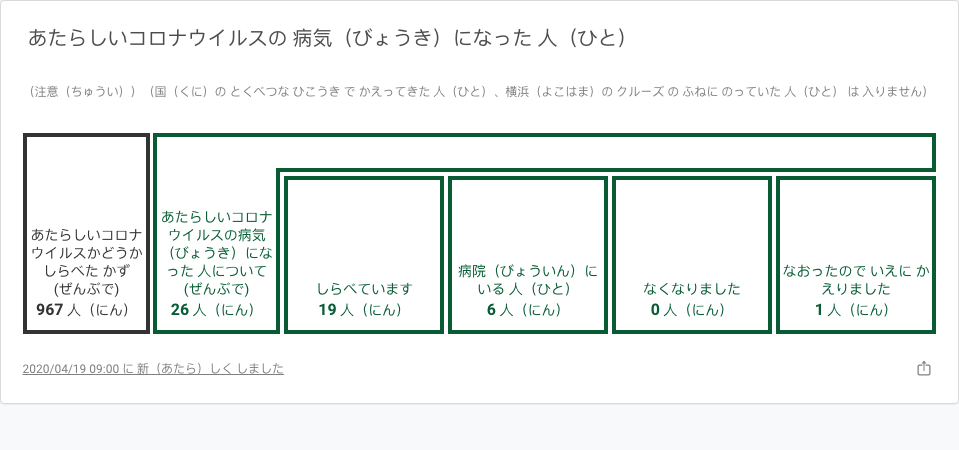 あたらしいコロナウイルスの 病気（びょうき）になった 人（ひと）
（注意（ちゅうい））（国（くに）の とくべつな ひこうき で かえってきた 人（ひと）、横浜（よこはま）の クルーズ の ふねに のっていた 人（ひと） は 入りません）
あたらしいコロナ
ウイルスかどうか
しらべた かず
(ぜんぶで)
967 人（にん）
あたらしいコロナ
ウイルスの病気
（びょうき）にな
った 人について
(ぜんぶで)
26 人（にん）
しらべています
19 人（にん）
病院（びょういん）に
いる 人（ひと）
6 人（にん）
なくなりました
0 人（にん）
なおったので いえに か
えりました
1 人（にん）
2020/04/19 09:00 に 新（あたら）しく しました